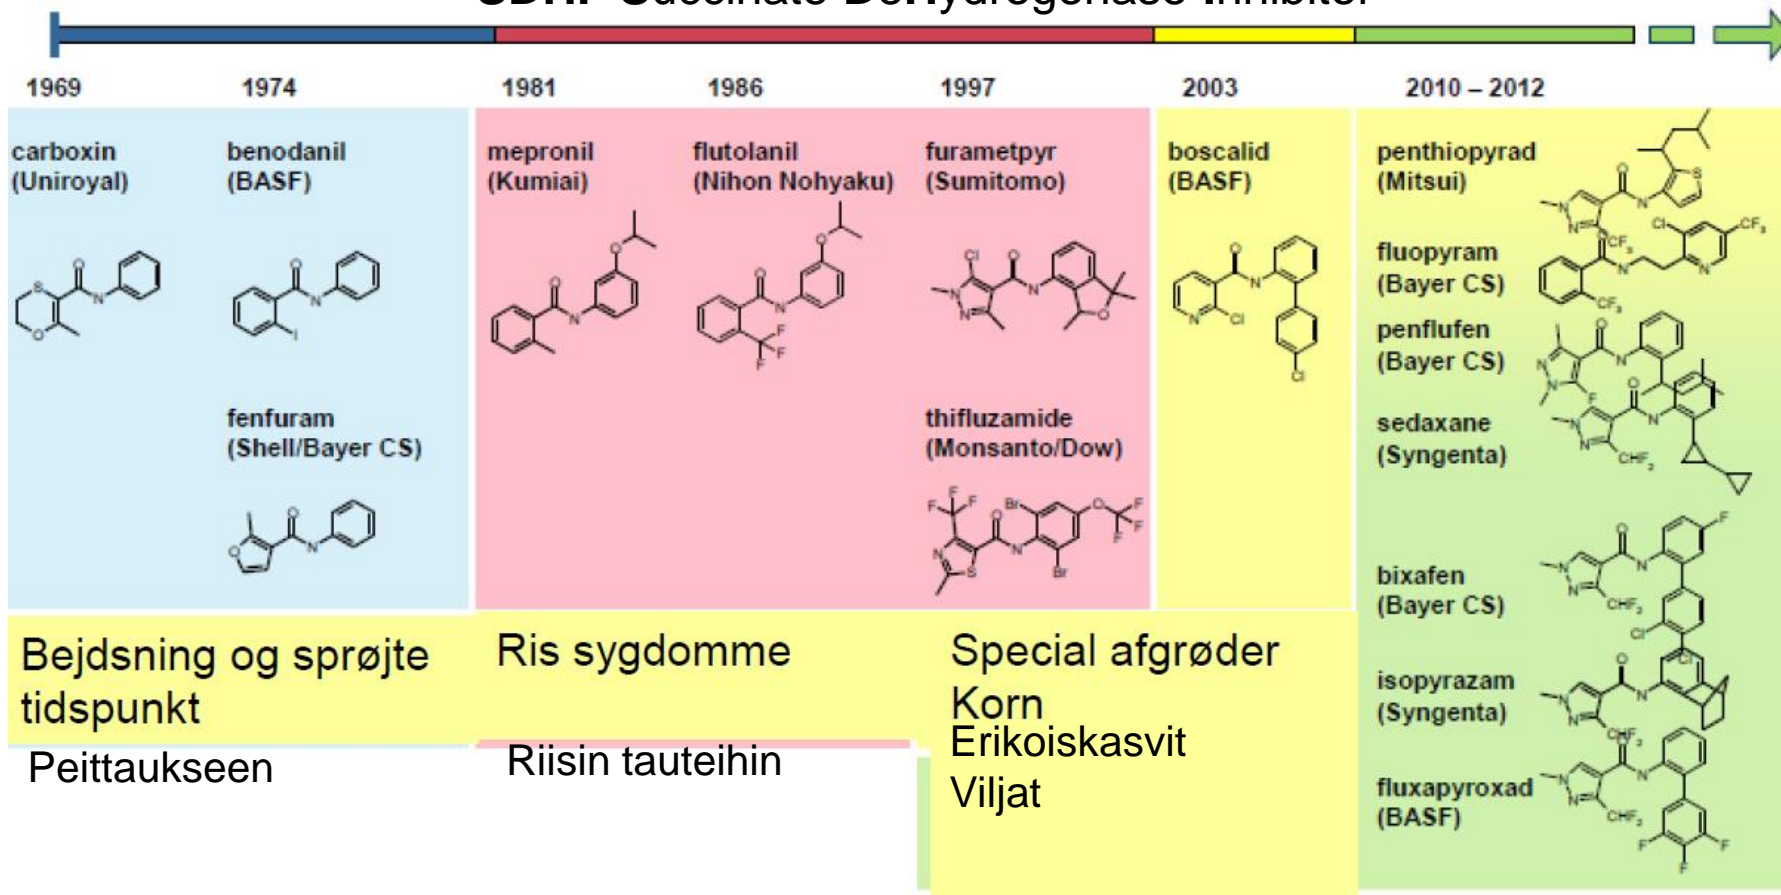 SDHI: Succinate DeHydrogenase Inhibitor
1969
1974
1981
1986
1997
2003
2010 – 2012
carboxin
(Uniroyal)
benodanil
(BASF)
mepronil
(Kumiai)
flutolanil
(Nihon Nohyaku)
furametpyr
(Sumitomo)
boscalid
(BASF)
penthiopyrad
(Mitsui)
fluopyram
(Bayer CS)
penflufen
(Bayer CS)
fenfuram
(Shell/Bayer CS)
thifluzamide
(Monsanto/Dow)
sedaxane
(Syngenta)
bixafen
(Bayer CS)
isopyrazam
(Syngenta)
fluxapyroxad
(BASF)
Bejdsning og sprøjte
tidspunkt
Peittaukseen
Ris sygdomme
Riisin tauteihin
Special afgrøder
Korn
Erikoiskasvit
Viljat